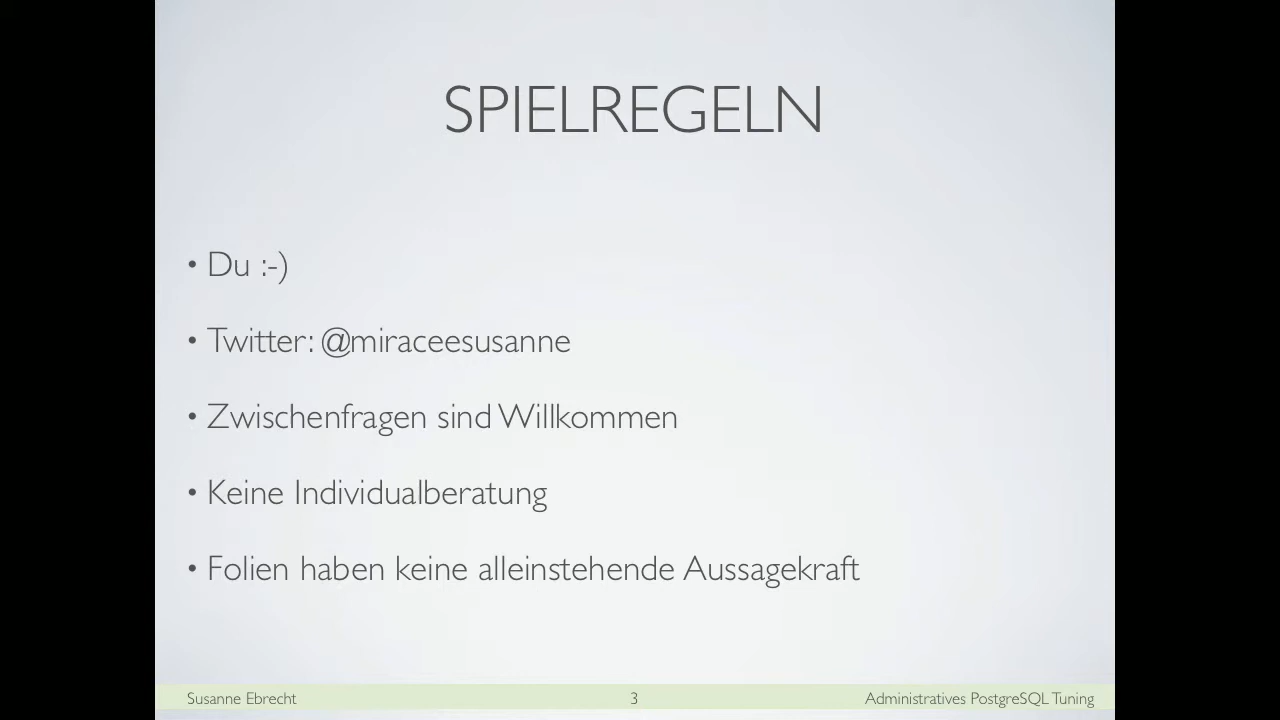 SPIELREGELN
• Du :-)
• Twitter: @miraceesusanne
• Zwischenfragen sind Willkommen
• Keine Individualberatung
• Folien haben keine alleinstehende Aussagekraft
Susanne Ebrecht
3
Administratives PostgreSQL Tuning